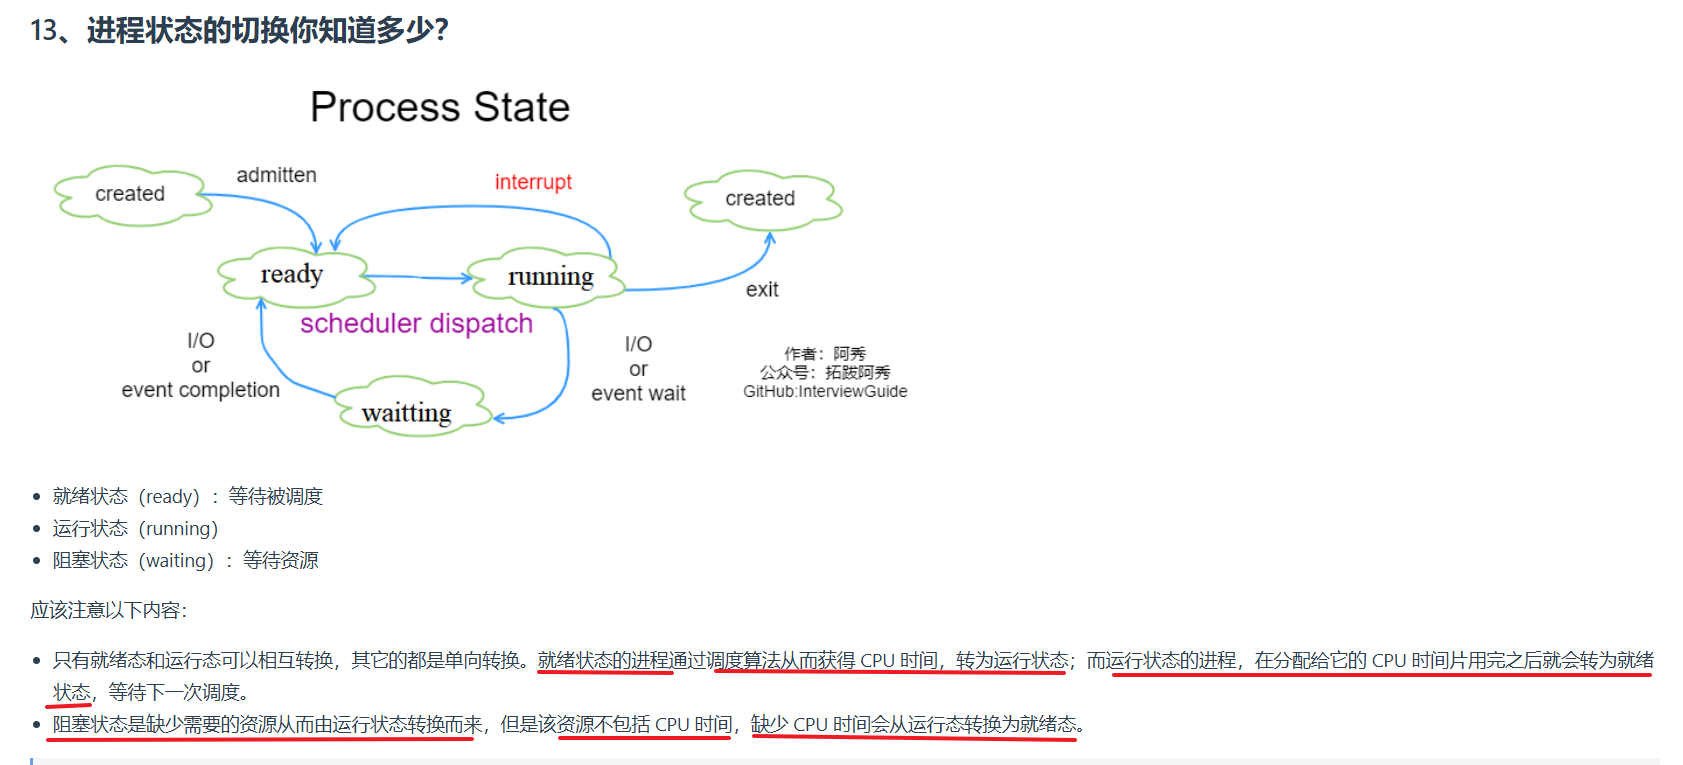 13、进程状态的切换你知道多少?
Process State
created
admitten
interrupt
created
ready
running
exit
scheduler dispatch
I/O
or
event completion
I/O
or
event wait
作者：阿秀
公众号：拓跋阿秀
GitHub:InterviewGuide
waitting
就绪状态（ready）：等待被调度
运行状态（running）
阻塞状态（waiting）：等待资源
应该注意以下内容：
只有就绪态和运行态可以相互转换，其它的都是单向转换。就绪状态的进程通过调度算法从而获得 CPU 时间，转为运行状态；而运行状态的进程，在分配给它的 CPU 时间片用完之后就会转为就绪
状态，等待下一次调度。
阻塞状态是缺少需要的资源从而由运行状态转换而来，但是该资源不包括 CPU 时间，缺少 CPU 时间会从运行态转换为就绪态。